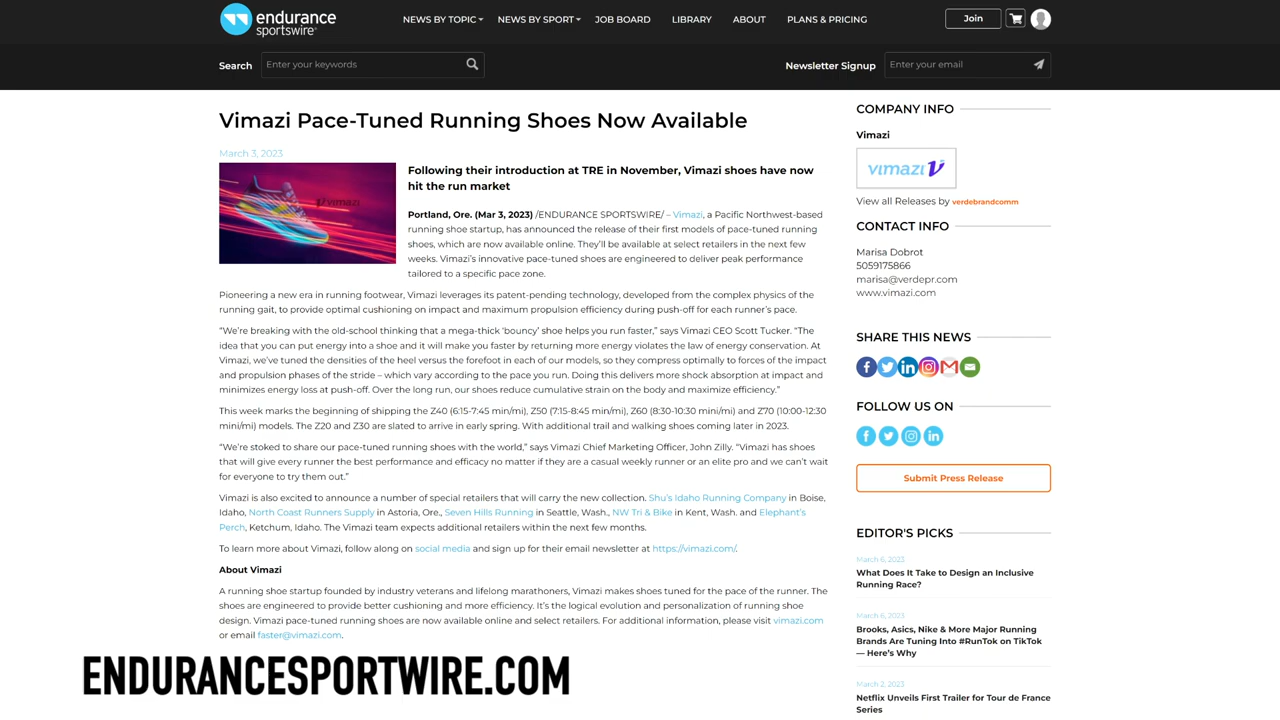 endurance
sportswire
NEWS BY TOPIC
NEWS BY SPORT
JOB BOARD
LIBRARY
ABOUT
PLANS & PRICING
Join
Search
Enter your keywords
Newsletter Signup
Enter your email
Vimazi Pace-Tuned Running Shoes Now Available
March 3, 2023
vimazi
Following their introduction at TRE in November, Vimazi shoes have now
hit the run market
Portland, Ore. (Mar 3, 2023) /ENDURANCE SPORTSWIRE/ – Vimazi, a Pacific Northwest-based
running shoe startup, has announced the release of their first models of pace-tuned running
shoes, which are now available online. They'll be available at select retailers in the next few
weeks. Vimazi's innovative pace-tuned shoes are engineered to deliver peak performance
tailored to a specific pace zone.
Pioneering a new era in running footwear, Vimazi leverages its patent-pending technology, developed from the complex physics of the
running gait, to provide optimal cushioning on impact and maximum propulsion efficiency during push-off for each runner's pace.
“We're breaking with the old-school thinking that a mega-thick ‘bouncy’ shoe helps you run faster,” says Vimazi CEO Scott Tucker. “The
idea that you can put energy into a shoe and it will make you faster by returning more energy violates the law of energy conservation. At
Vimazi, we've tuned the densities of the heel versus the forefoot in each of our models, so they compress optimally to forces of the impact
and propulsion phases of the stride – which vary according to the pace you run. Doing this delivers more shock absorption at impact and
minimizes energy loss at push-off. Over the long run, our shoes reduce cumulative strain on the body and maximize efficiency.”
This week marks the beginning of shipping the Z40 (6:15-7:45 min/mi), Z50 (7:15-8:45 min/mi), Z60 (8:30-10:30 mini/mi) and Z70 (10:00-12:30
mini/mi) models. The Z20 and Z30 are slated to arrive in early spring. With additional trail and walking shoes coming later in 2023.
“We're stoked to share our pace-tuned running shoes with the world,” says Vimazi Chief Marketing Officer, John Zilly. “Vimazi has shoes
that will give every runner the best performance and efficacy no matter if they are a casual weekly runner or an elite pro and we can't wait
for everyone to try them out.”
Vimazi is also excited to announce a number of special retailers that will carry the new collection. Shu's Idaho Running Company in Boise,
Idaho, North Coast Runners Supply in Astoria, Ore., Seven Hills Running in Seattle, Wash., NW Tri & Bike in Kent, Wash. and Elephant's
Perch, Ketchum, Idaho. The Vimazi team expects additional retailers within the next few months.
To learn more about Vimazi, follow along on social media and sign up for their email newsletter at https://vimazi.com/.
About Vimazi
A running shoe startup founded by industry veterans and lifelong marathoners, Vimazi makes shoes tuned for the pace of the runner. The
shoes are engineered to provide better cushioning and more efficiency. It's the logical evolution and personalization of running shoe
design. Vimazi pace-tuned running shoes are now available online and select retailers. For additional information, please visit vimazi.com
or email faster@vimazi.com.
COMPANY INFO
Vimazi
vimazi
View all Releases by verdebrandcomm
CONTACT INFO
Marisa Dobrot
5059175866
marisa@verdepr.com
www.vimazi.com
SHARE THIS NEWS
FOLLOW US ON
Submit Press Release
EDITOR'S PICKS
March 6, 2023
What Does It Take to Design an Inclusive
Running Race?
March 6, 2023
Brooks, Asics, Nike & More Major Running
Brands Are Tuning Into #RunTok on TikTok
— Here's Why
March 2, 2023
Netflix Unveils First Trailer for Tour de France
Series
ENDURANCESPORTWIRE.COM